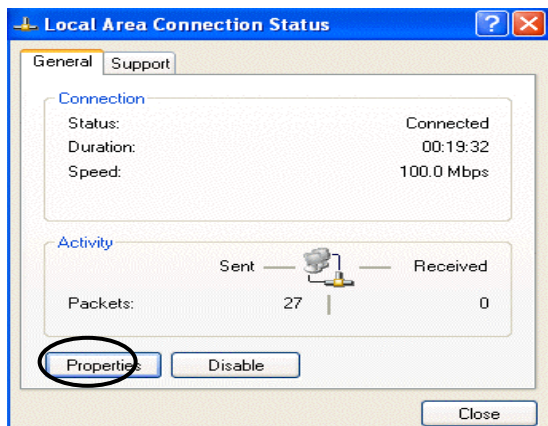 Local Area Connection Status
General Support
Connection
Status: Connected
Duration: 00:19:32
Speed: 100.0 Mbps
Activity
Sent Received
Packets: 27 0
Properties Disable
Close